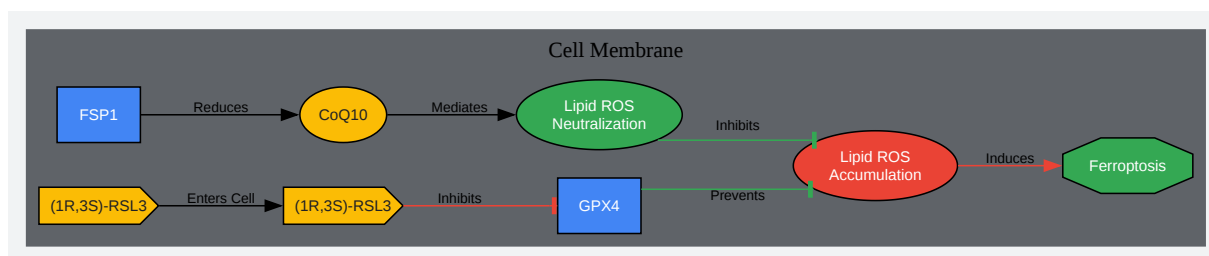 Cell Membrane
FSP1
Reduces
CoQ10
Mediates
Lipid ROS
Neutralization
Inhibits
Lipid ROS
Accumulation
Induces
Ferroptosis
(1R,3S)-RSL3
Enters Cell
(1R,3S)-RSL3
Inhibits
GPX4
Prevents